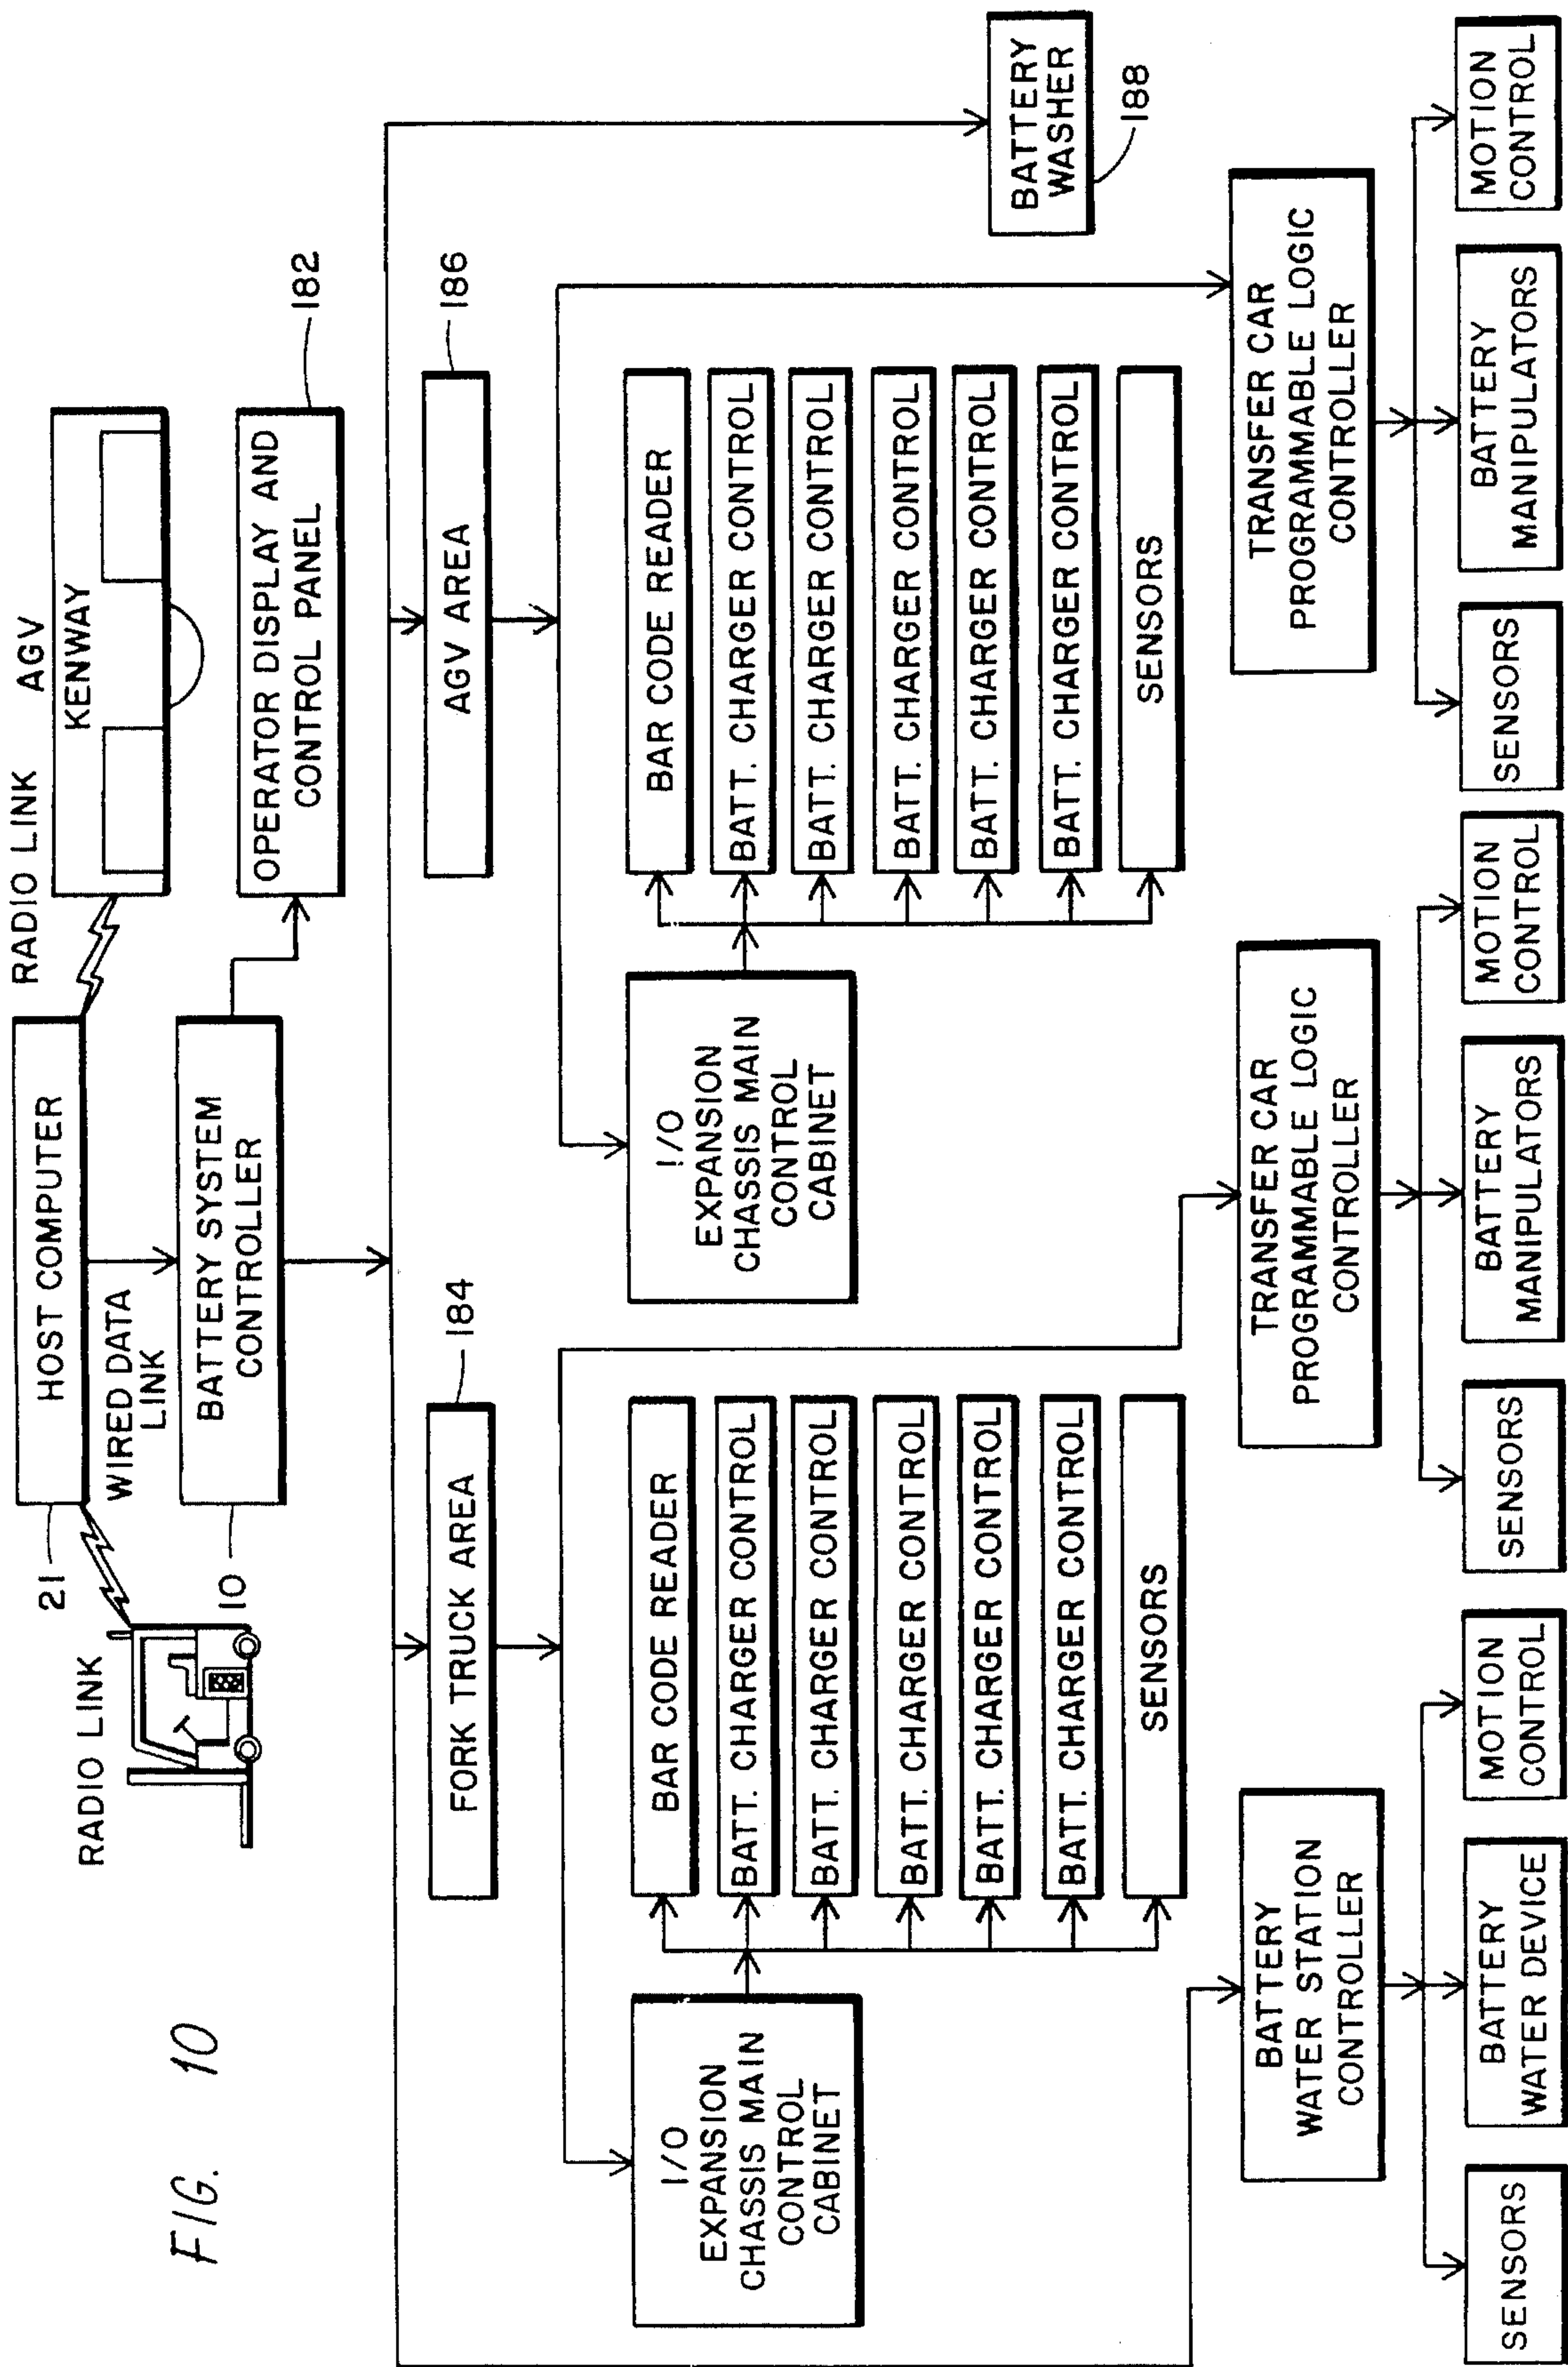 FIG. 10
RADIO LINK
RADIO LINK
AGV
KENWAY
21
HOST COMPUTER
WIRED DATA
LINK
10
BATTERY SYSTEM
CONTROLLER
OPERATOR DISPLAY AND
CONTROL PANEL
182
FORK TRUCK AREA
184
AGV AREA
186
I/O
EXPANSION
CHASSIS MAIN
CONTROL
CABINET
BAR CODE READER
BATT. CHARGER CONTROL
BATT. CHARGER CONTROL
BATT. CHARGER CONTROL
BATT. CHARGER CONTROL
BATT. CHARGER CONTROL
SENSORS
I/O
EXPANSION
CHASSIS MAIN
CONTROL
CABINET
BAR CODE READER
BATT. CHARGER CONTROL
BATT. CHARGER CONTROL
BATT. CHARGER CONTROL
BATT. CHARGER CONTROL
BATT. CHARGER CONTROL
SENSORS
BATTERY
WASHER
188
BATTERY
WATER STATION
CONTROLLER
TRANSFER CAR
PROGRAMMABLE LOGIC
CONTROLLER
TRANSFER CAR
PROGRAMMABLE LOGIC
CONTROLLER
SENSORS
BATTERY
WATER DEVICE
MOTION
CONTROL
SENSORS
BATTERY
MANIPULATORS
MOTION
CONTROL
SENSORS
BATTERY
MANIPULATORS
MOTION
CONTROL